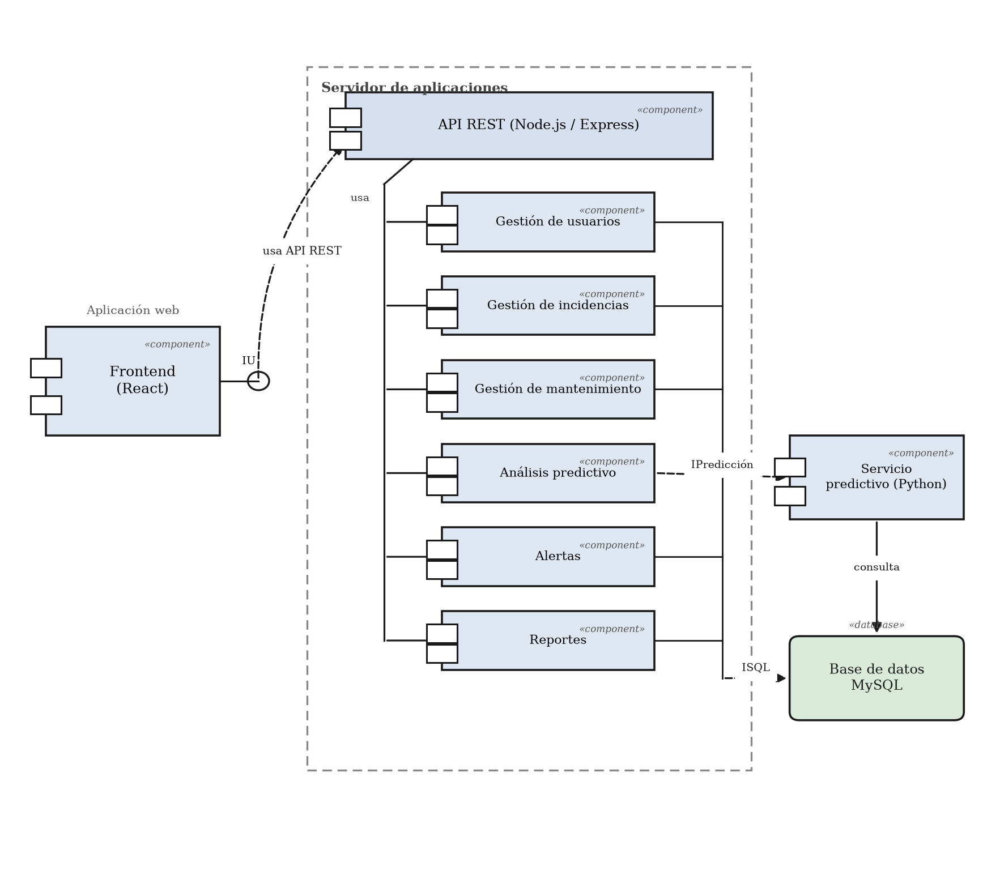 Servidor de aplicaciones
«component»
API REST (Node.js / Express)
usa
«component»
Gestión de usuarios
usa API REST
«component»
Gestión de incidencias
Aplicación web
«component»
Frontend
(React)
IU
«component»
Gestión de mantenimiento
«component»
Análisis predictivo
IPredicción
«component»
Servicio
predictivo (Python)
«component»
Alertas
consulta
«component»
Reportes
«database»
ISQL
Base de datos
MySQL